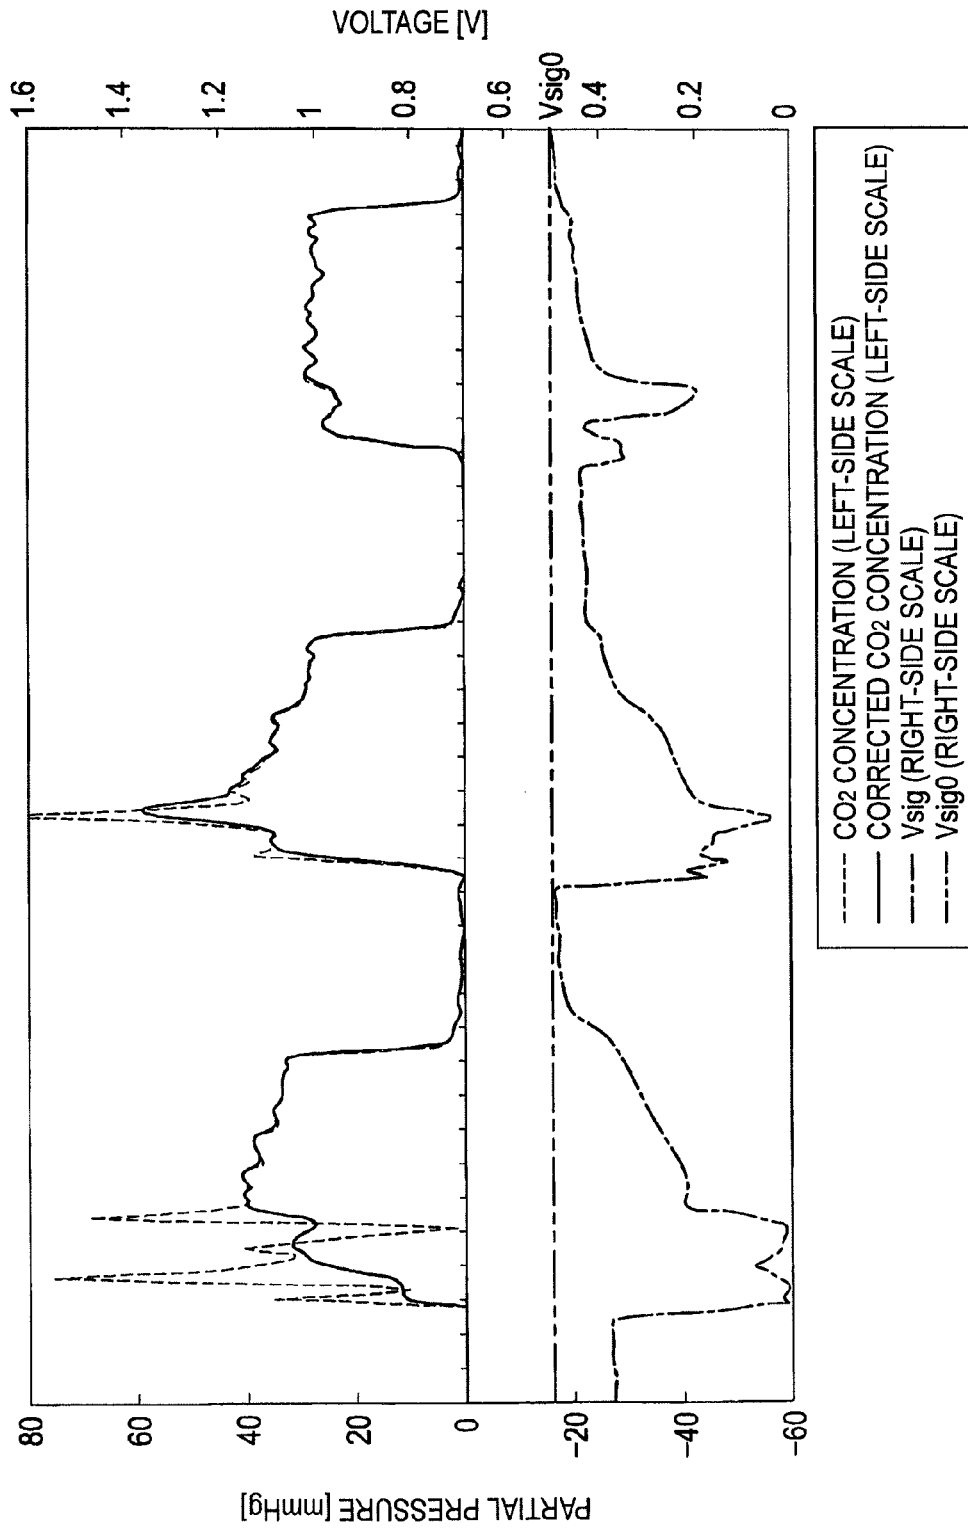 PARTIAL PRESSURE [mmHg]
80
60
40
20
0
-20
-40
-60
VOLTAGE [V]
1.6
1.4
1.2
1
0.8
0.6
Vsig0
0.4
0.2
0
CO2 CONCENTRATION (LEFT-SIDE SCALE)
CORRECTED CO2 CONCENTRATION (LEFT-SIDE SCALE)
Vsig (RIGHT-SIDE SCALE)
Vsig0 (RIGHT-SIDE SCALE)